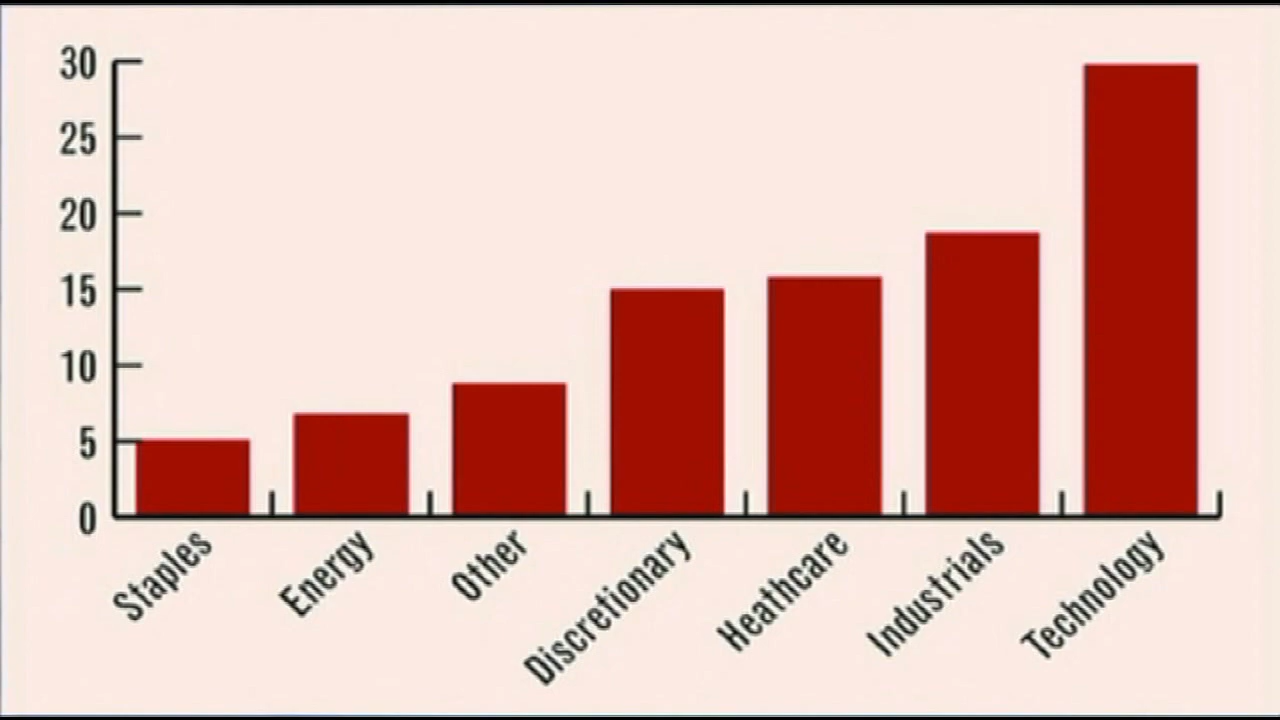 30
25
20
15
10
5
0
Staples
Energy
Other
Discretionary
Heathcare
Industrials
Technology